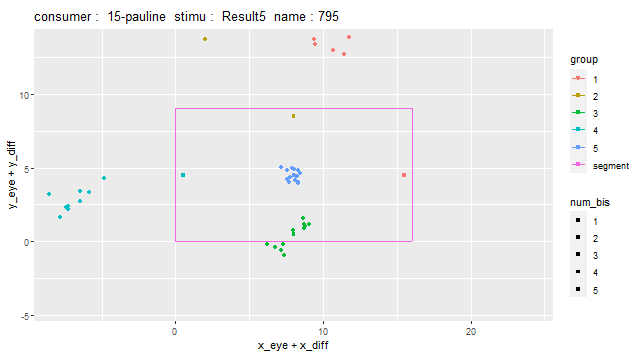 consumer :  15-pauline  stimu :  Result5  name : 795
y_eye + y_diff
10
5
0
-5
0
10
20
x_eye + x_diff
group
1
2
3
4
5
segment
num_bis
1
2
3
4
5